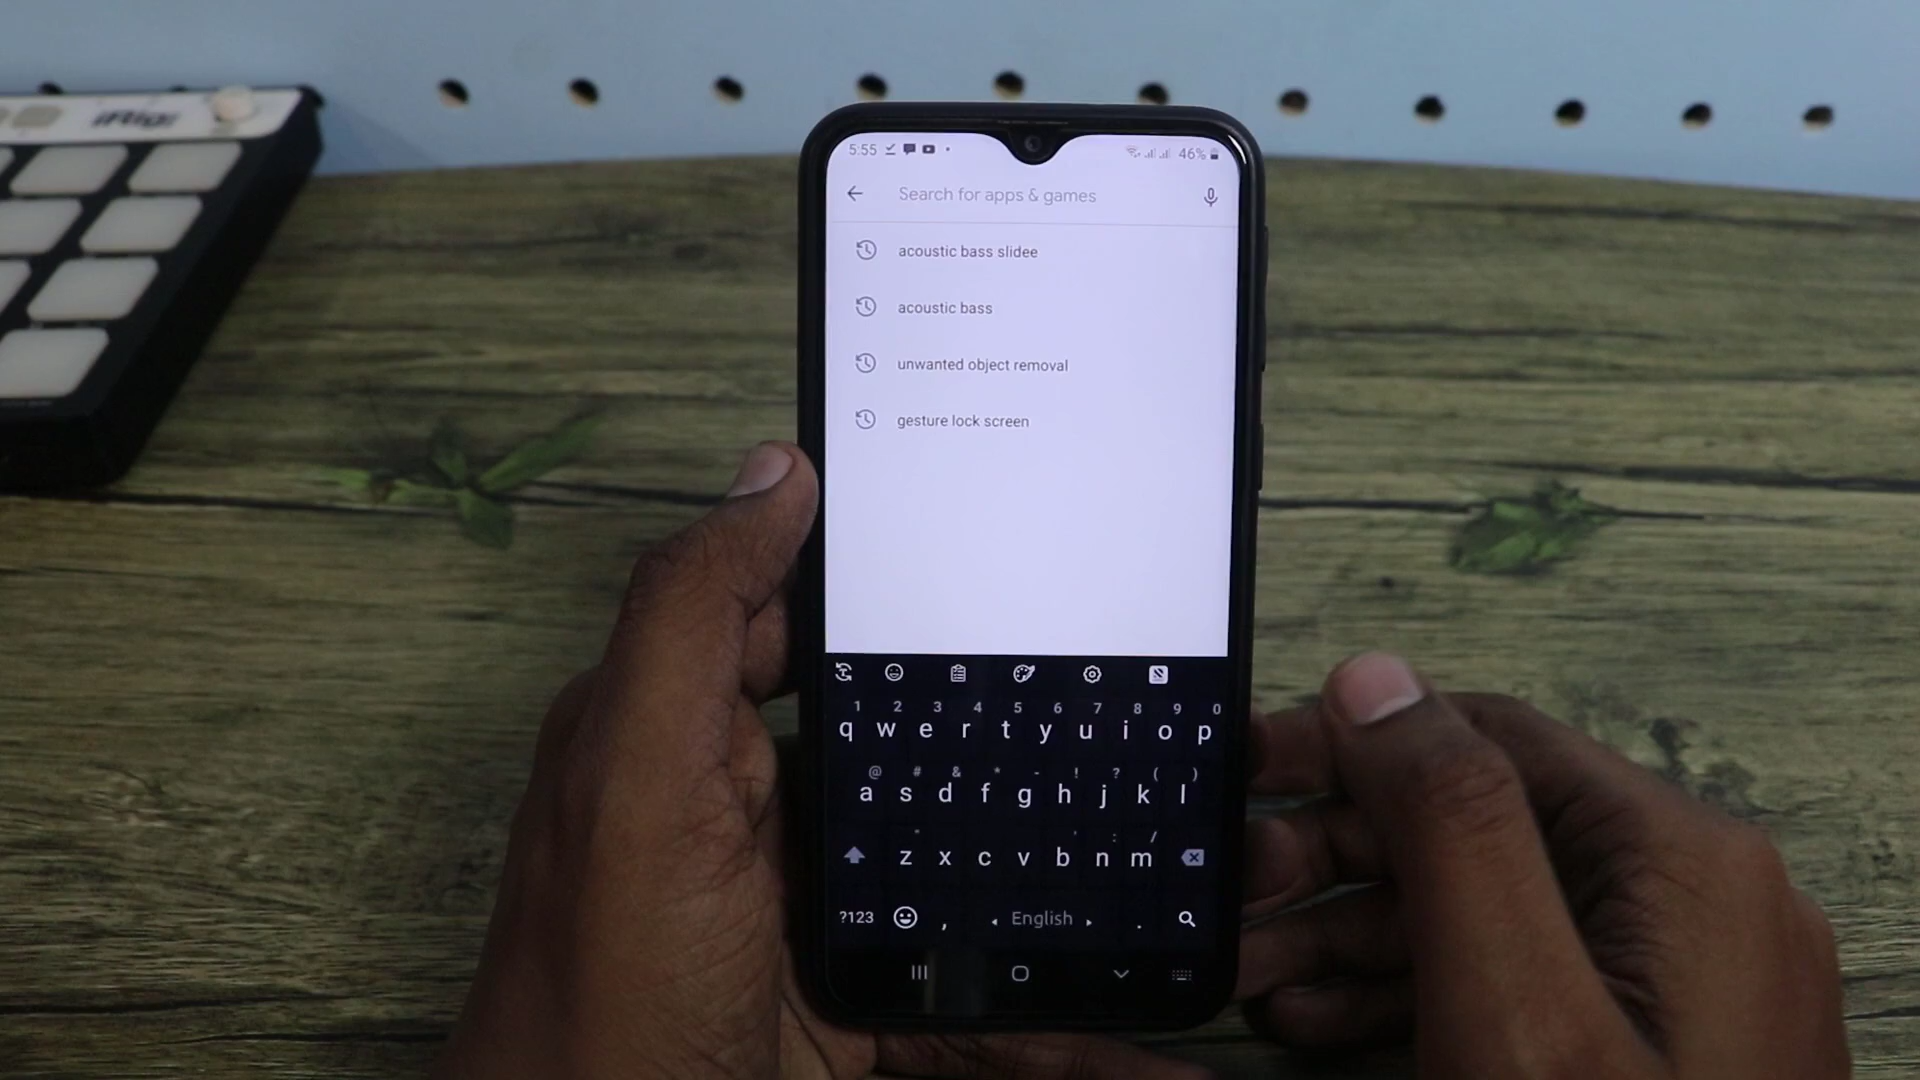 iRig
5:55
46%
Search for apps & games
acoustic bass slidee
acoustic bass
unwanted object removal
gesture lock screen
1 2 3 4 5 6 7 8 9 0
q w e r t y u i o p
@ # & * - ! ? ( )
a s d f g h j k l
" ' : /
z x c v b n m
?123 , English .